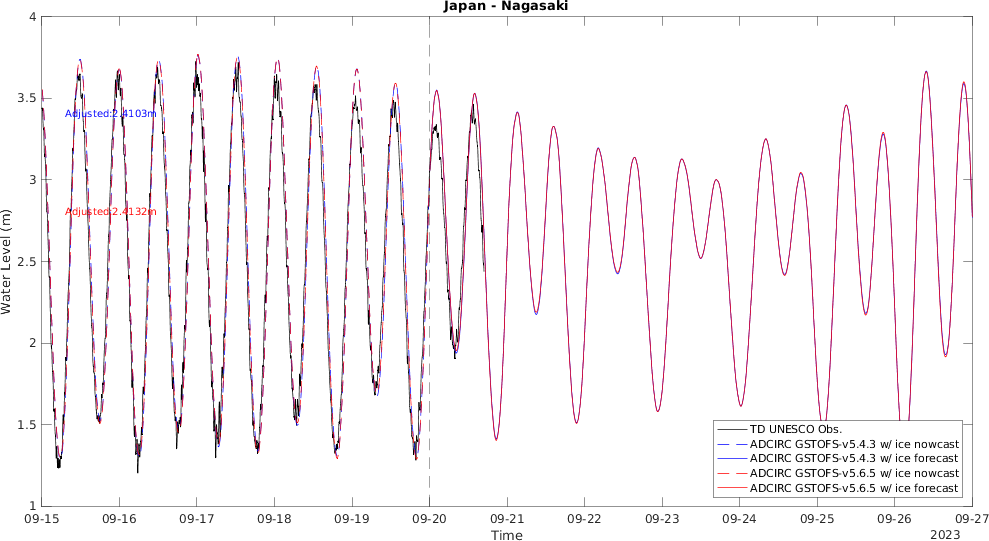 Japan - Nagasaki
4
3.5
3
2.5
2
1.5
1
Water Level (m)
Adjusted:2.4103m
Adjusted:2.4132m
TD UNESCO Obs.
ADCIRC GSTOFS-v5.4.3 w/ ice nowcast
ADCIRC GSTOFS-v5.4.3 w/ ice forecast
ADCIRC GSTOFS-v5.6.5 w/ ice nowcast
ADCIRC GSTOFS-v5.6.5 w/ ice forecast
09-15 09-16 09-17 09-18 09-19 09-20 09-21 09-22 09-23 09-24 09-25 09-26 09-27
Time
2023